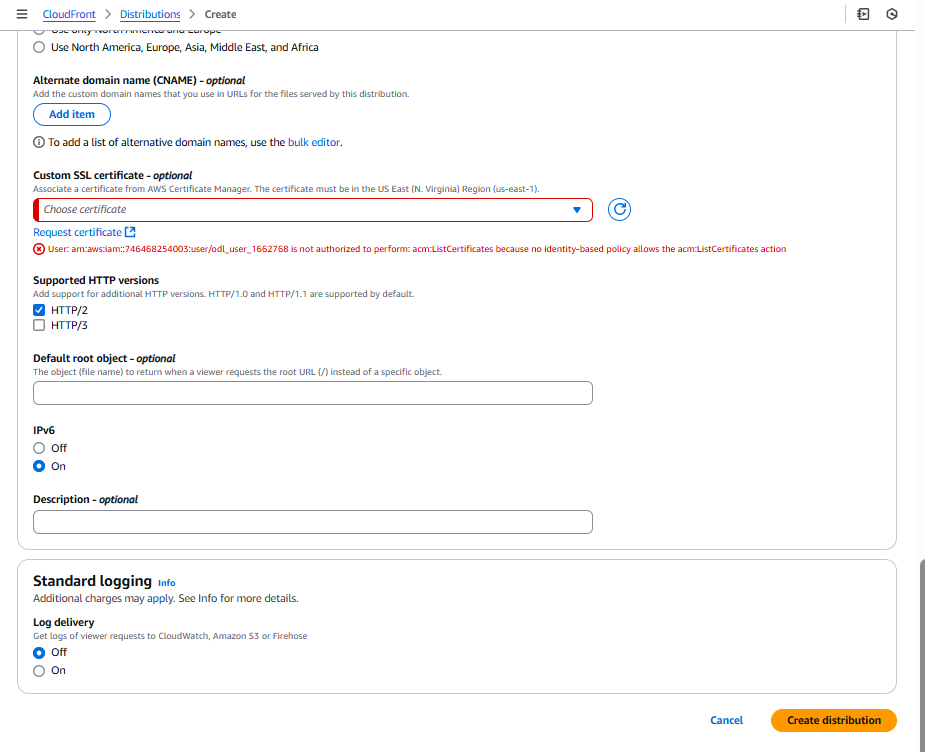 CloudFront > Distributions > Create
Use only North America and Europe
Use North America, Europe, Asia, Middle East, and Africa
Alternate domain name (CNAME) - optional
Add the custom domain names that you use in URLs for the files served by this distribution.
Add item
To add a list of alternative domain names, use the bulk editor.
Custom SSL certificate - optional
Associate a certificate from AWS Certificate Manager. The certificate must be in the US East (N. Virginia) Region (us-east-1).
Choose certificate
Request certificate
User: arn:aws:iam::746468254003:user/odl_user_1662768 is not authorized to perform: acm:ListCertificates because no identity-based policy allows the acm:ListCertificates action
Supported HTTP versions
Add support for additional HTTP versions. HTTP/1.0 and HTTP/1.1 are supported by default.
HTTP/2
HTTP/3
Default root object - optional
The object (file name) to return when a viewer requests the root URL (/) instead of a specific object.
IPv6
Off
On
Description - optional
Standard logging Info
Additional charges may apply. See Info for more details.
Log delivery
Get logs of viewer requests to CloudWatch, Amazon S3 or Firehose
Off
On
Cancel
Create distribution